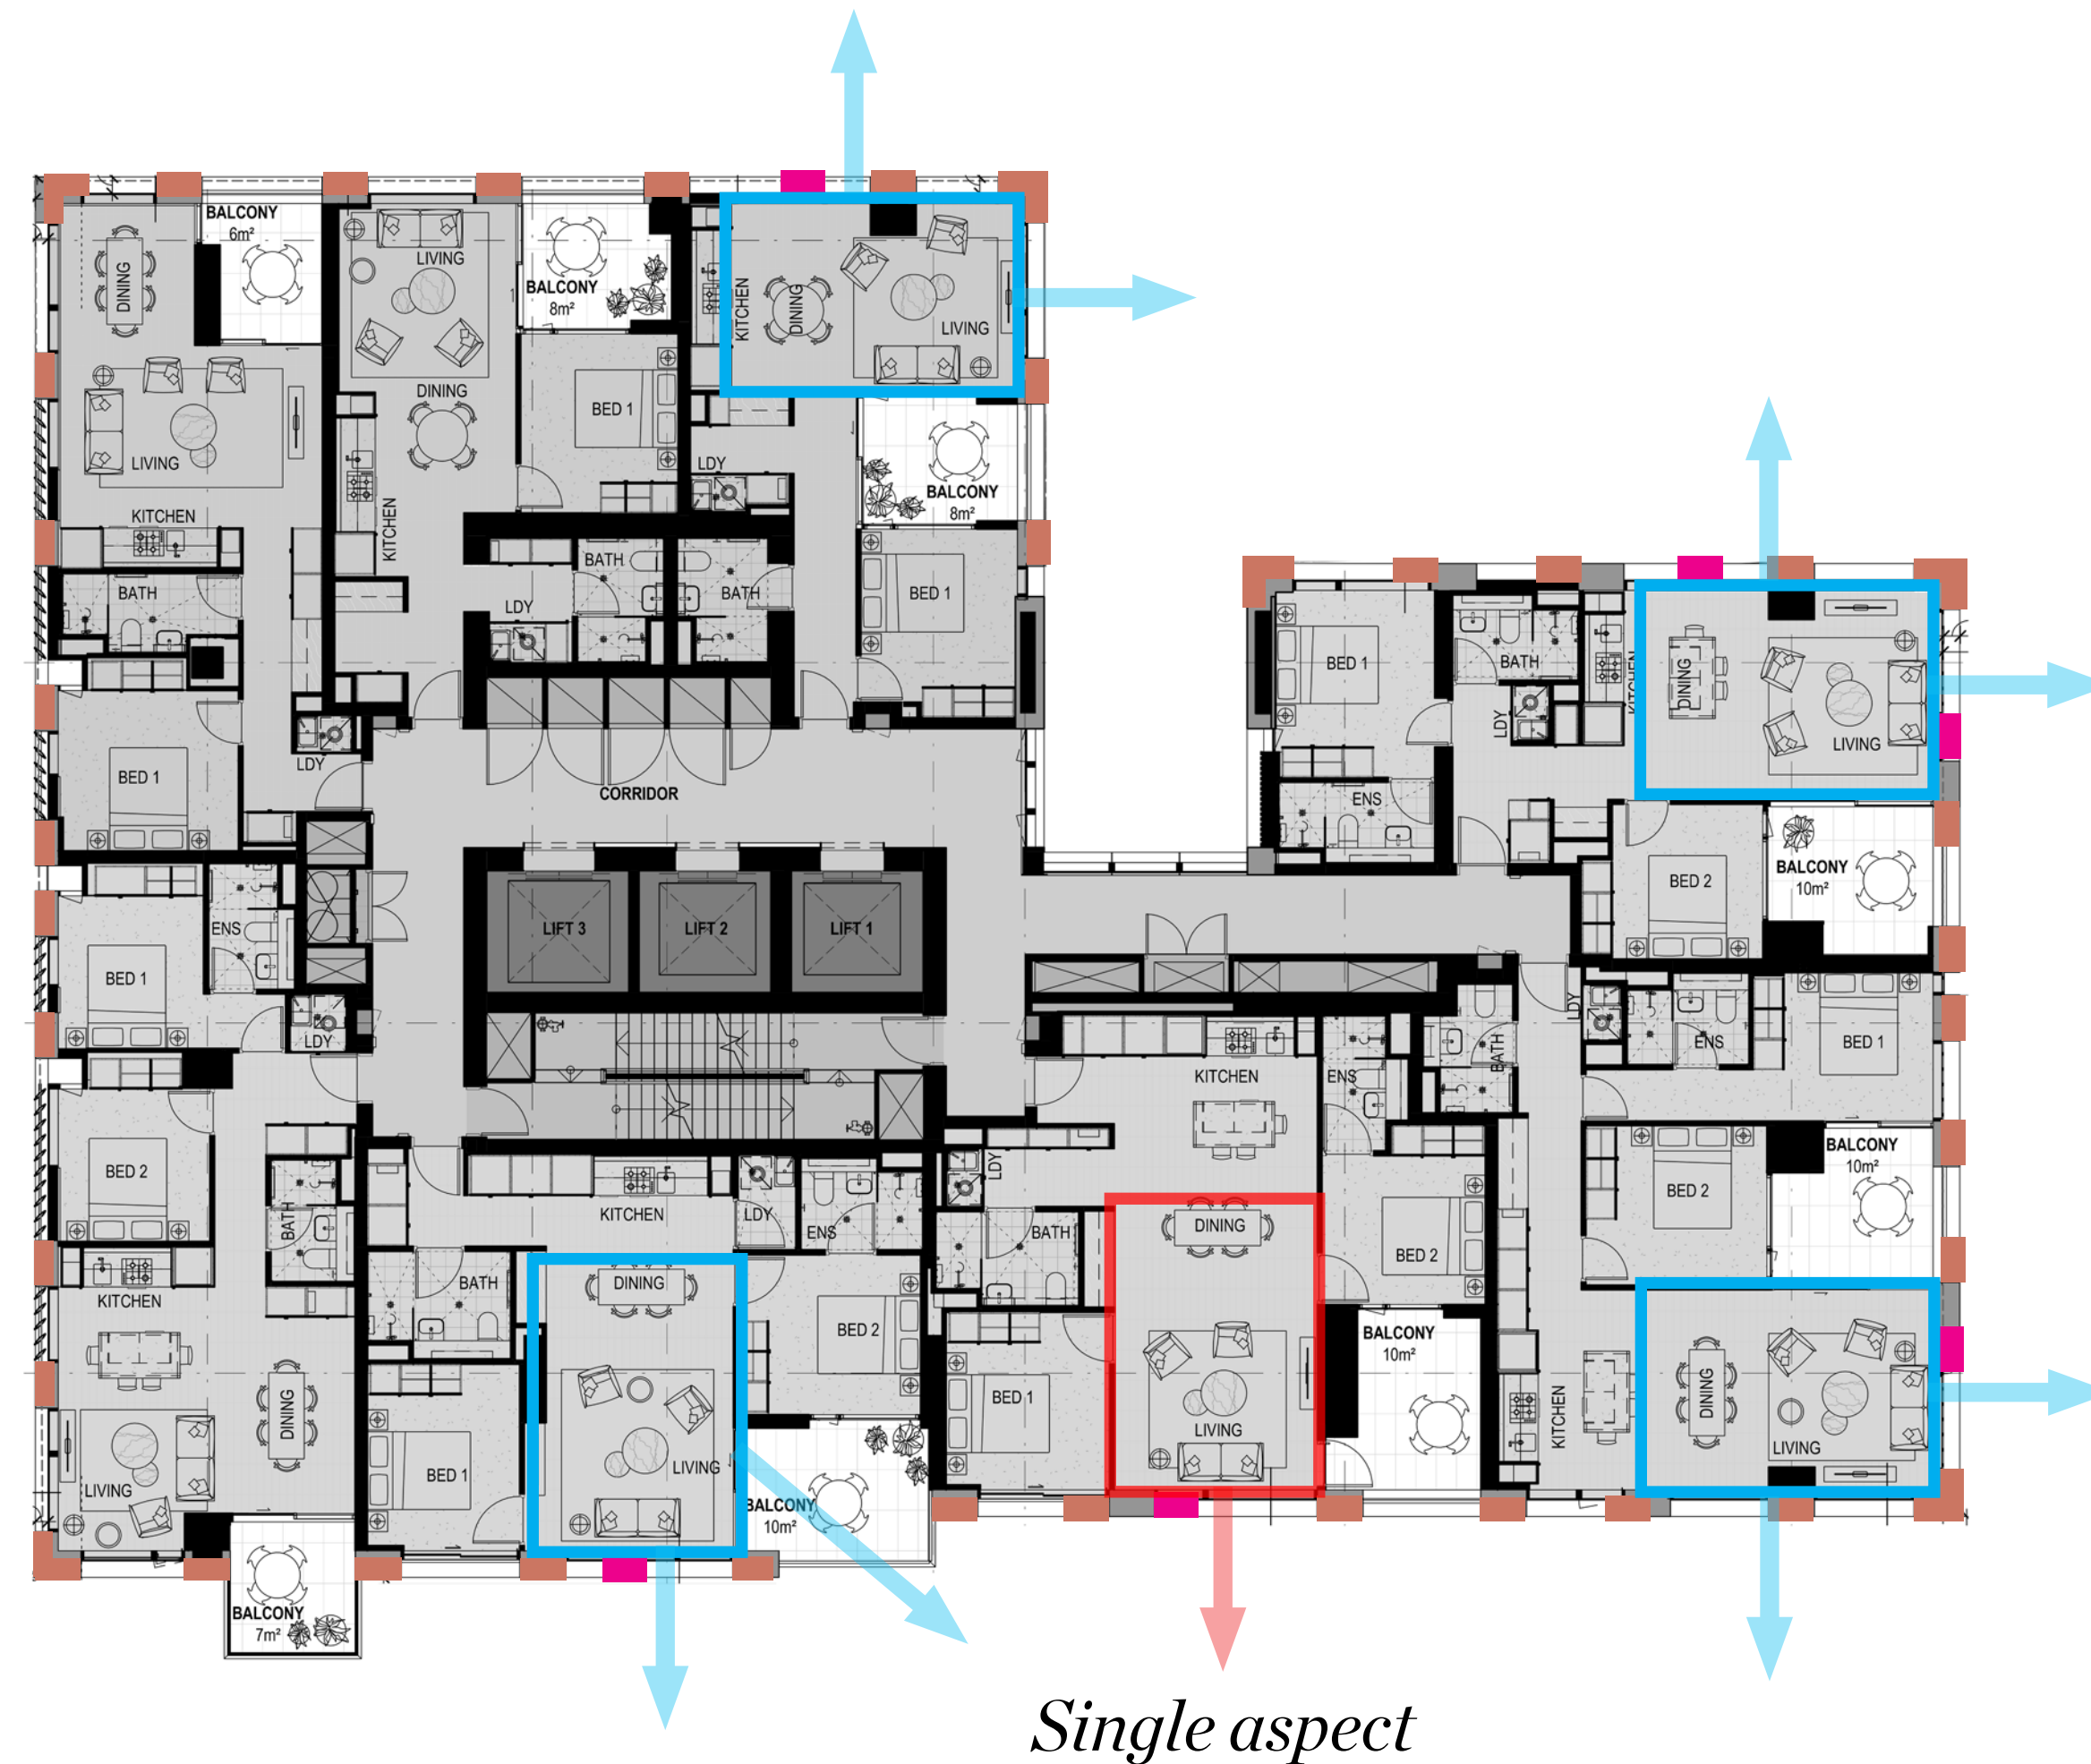 BALCONY
6m²
DINING
LIVING
KITCHEN
BATH
BED 1
LDY
LIVING
BALCONY
8m²
DINING
BED 1
KITCHEN
BATH
LDY
KITCHEN
DINING
LIVING
LDY
BALCONY
8m²
BATH
BED 1
CORRIDOR
LIFT 3
LIFT 2
LIFT 1
BED 1
BATH
KITCHEN
DINING
LIVING
LDY
ENS
BED 2
BALCONY
10m²
ENS
BED 1
LDY
BED 2
BATH
KITCHEN
DINING
LIVING
BALCONY
7m²
KITCHEN
LDY
ENS
BATH
DINING
BED 2
BED 1
LIVING
BALCONY
10m²
KITCHEN
ENS
LDY
BATH
DINING
BED 2
BED 1
LIVING
BALCONY
10m²
LDY
BATH
ENS
BED 1
BED 2
BALCONY
10m²
KITCHEN
DINING
LIVING
Single aspect